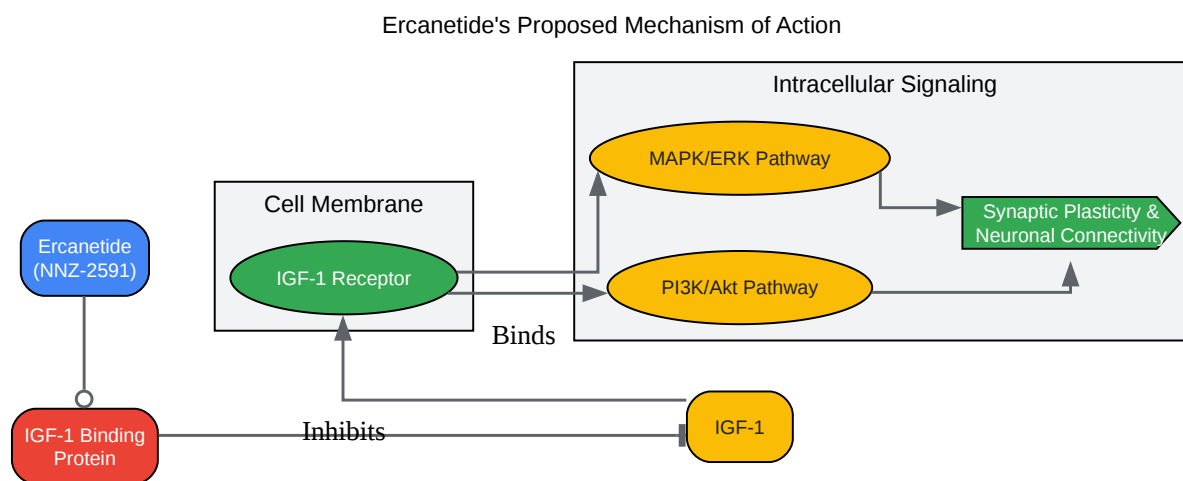 Ercanetide's Proposed Mechanism of Action
Intracellular Signaling
MAPK/ERK Pathway
Cell Membrane
Synaptic Plasticity &
Neuronal Connectivity
Ercanetide
(NNZ-2591)
IGF-1 Receptor
PI3K/Akt Pathway
Binds
IGF-1 Binding
Protein
Inhibits
IGF-1